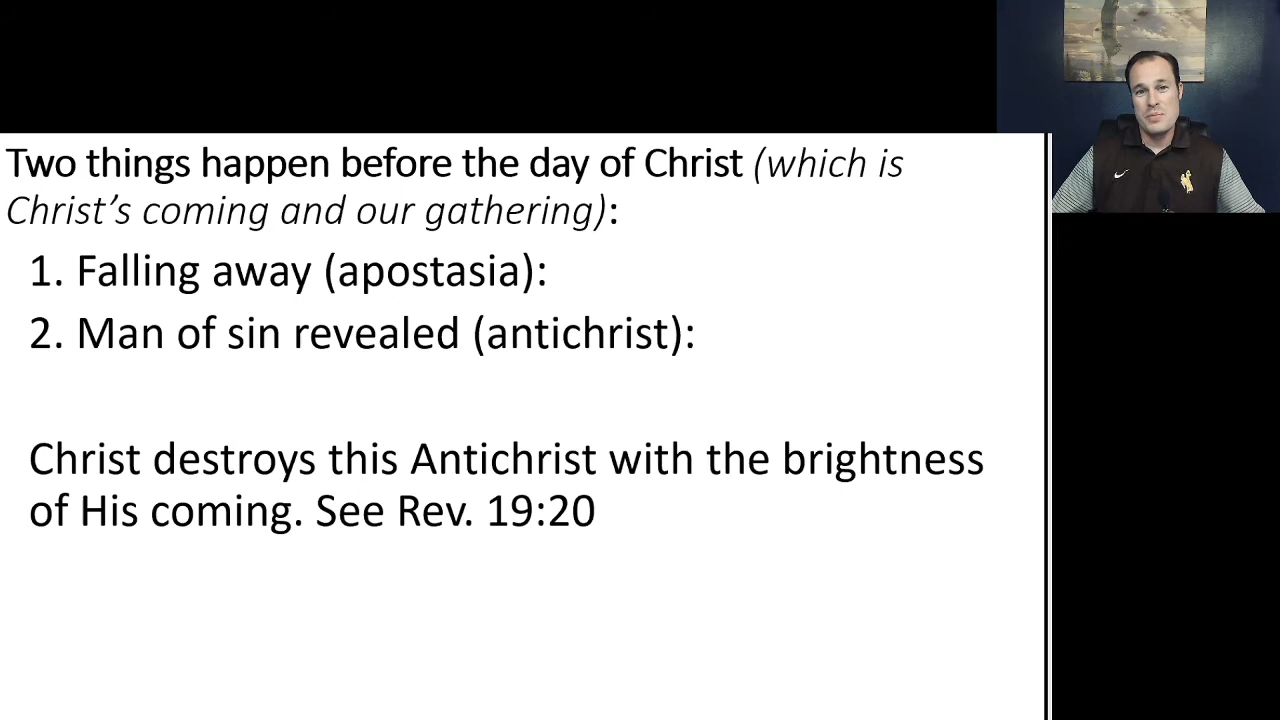 Two things happen before the day of Christ (which is
Christ’s coming and our gathering):
1. Falling away (apostasia):
2. Man of sin revealed (antichrist):
Christ destroys this Antichrist with the brightness
of His coming. See Rev. 19:20